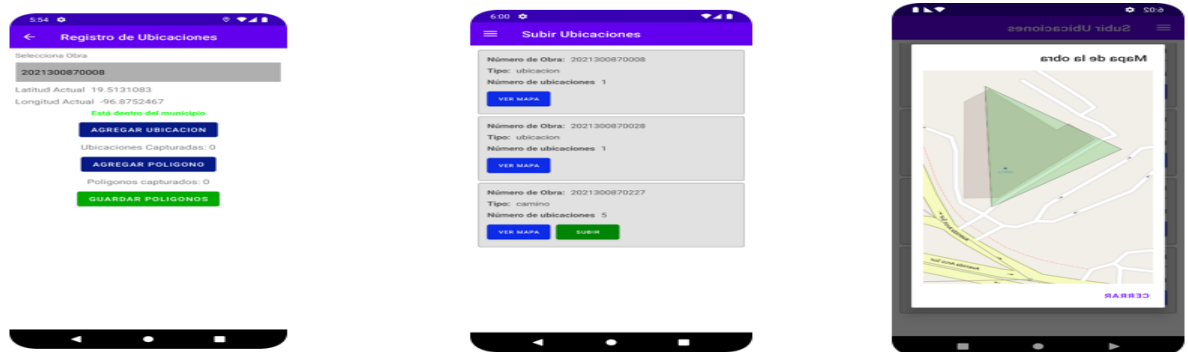 5:54
Registro de Ubicaciones
Selecciona Obra
2021300870008
Latitud Actual 19.5131083
Longitud Actual -96.8752467
Está dentro del municipio
AGREGAR UBICACION
Ubicaciones Capturadas: 0
AGREGAR POLIGONO
Poligonos capturados: 0
GUARDAR POLIGONOS
6:00
Subir Ubicaciones
Número de Obra: 2021300870008
Tipo: ubicacion
Número de ubicaciones 1
VER MAPA
Número de Obra: 2021300870028
Tipo: ubicacion
Número de ubicaciones 1
VER MAPA
Número de Obra: 2021300870227
Tipo: camino
Número de ubicaciones 5
VER MAPA
SUBIR
6:02
Subir Ubicaciones
Mapa de la obra
CERRAR